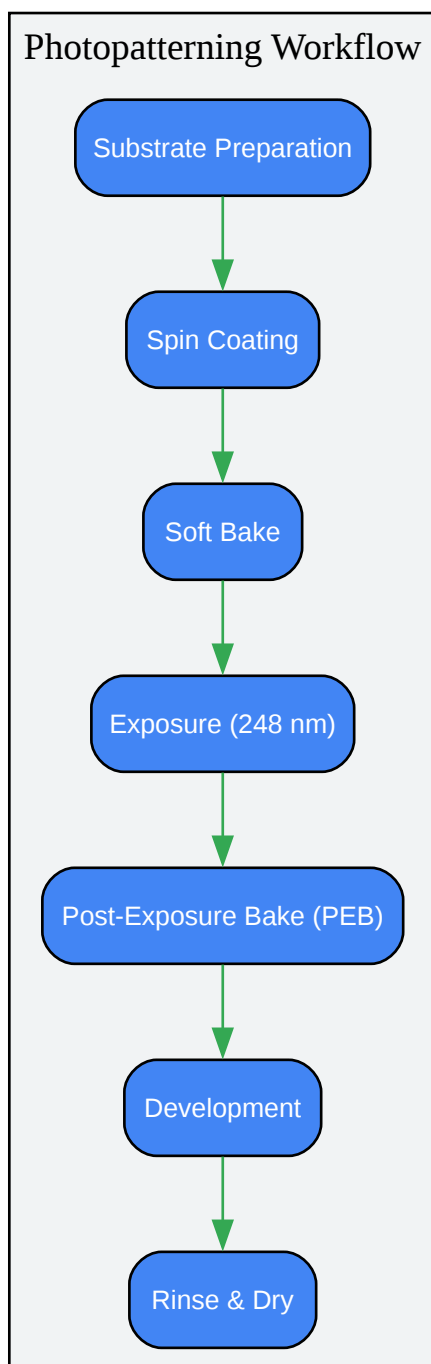 Photopatterning Workflow
Substrate Preparation
Spin Coating
Soft Bake
Exposure (248 nm)
Post-Exposure Bake (PEB)
Development
Rinse & Dry